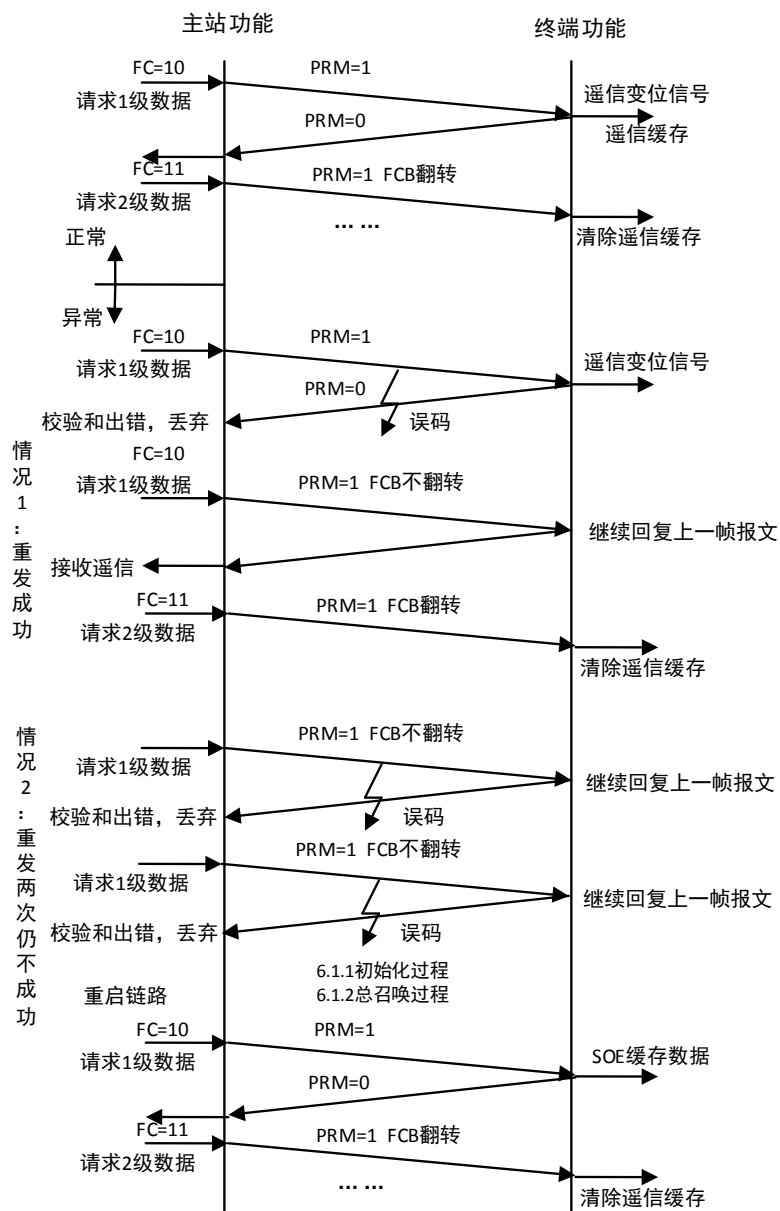 主站功能
终端功能
FC=10
PRM=1
请求1级数据
遥信变位信号
PRM=0
遥信缓存
FC=11
PRM=1 FCB翻转
请求2级数据
... ...
清除遥信缓存
正常
异常
FC=10
PRM=1
请求1级数据
遥信变位信号
PRM=0
校验和出错，丢弃
误码
情况1：重发成功
FC=10
请求1级数据
PRM=1 FCB不翻转
继续回复上一帧报文
接收遥信
FC=11
PRM=1 FCB翻转
请求2级数据
清除遥信缓存
情况2：重发两次仍不成功
PRM=1 FCB不翻转
请求1级数据
继续回复上一帧报文
校验和出错，丢弃
误码
PRM=1 FCB不翻转
请求1级数据
继续回复上一帧报文
校验和出错，丢弃
误码
6.1.1初始化过程
6.1.2总召唤过程
重启链路
FC=10
PRM=1
请求1级数据
SOE缓存数据
PRM=0
FC=11
PRM=1 FCB翻转
请求2级数据
... ...
清除遥信缓存